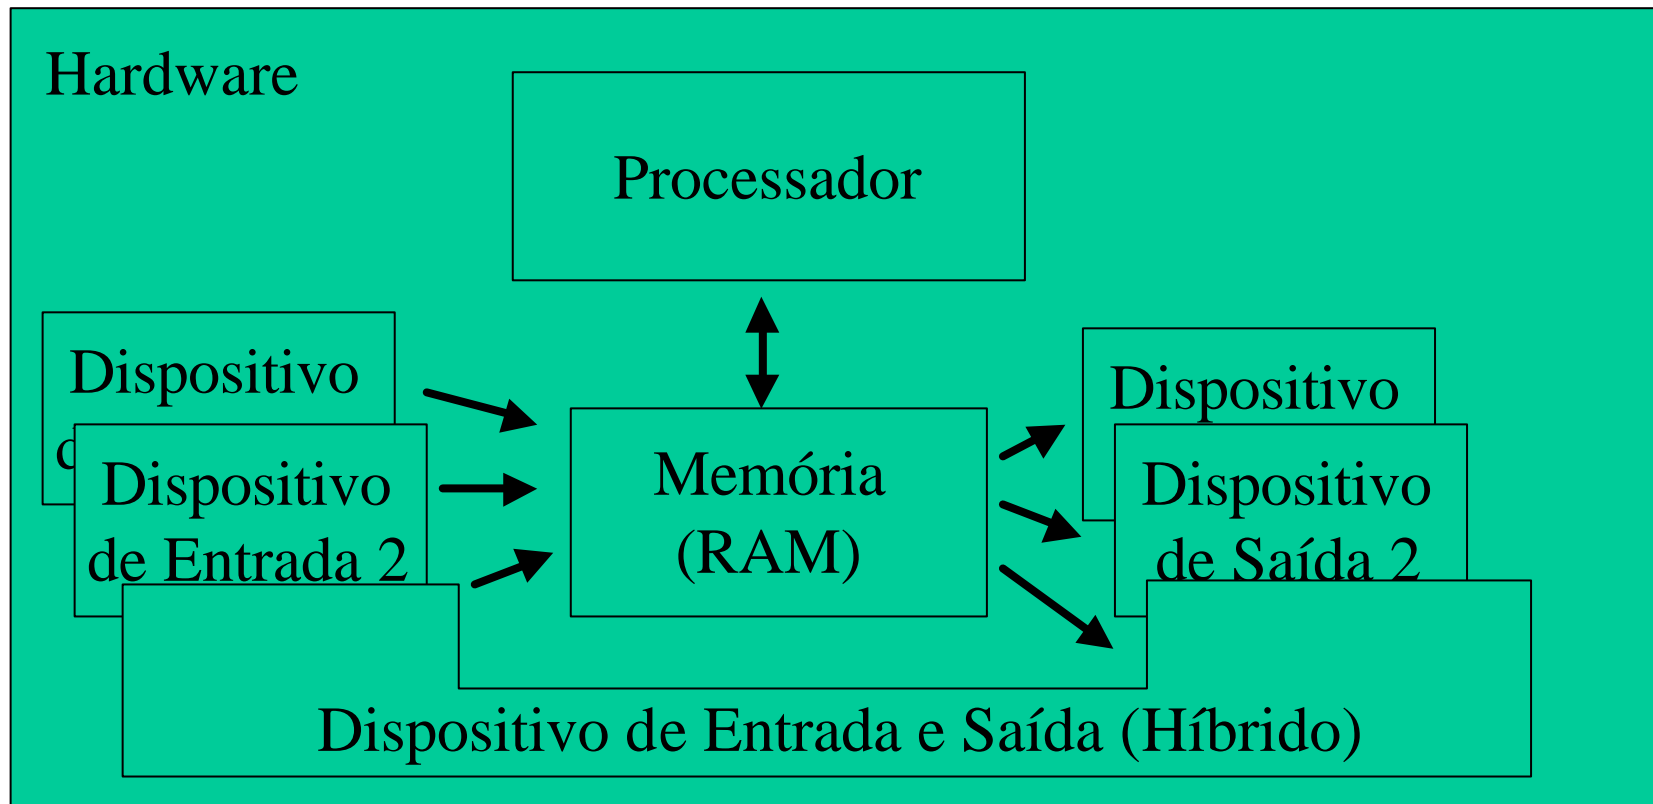 Hardware
Processador
Dispositivo
Dispositivo
de Entrada 2
Memória
(RAM)
Dispositivo
Dispositivo
de Saída 2
Dispositivo de Entrada e Saída (Híbrido)